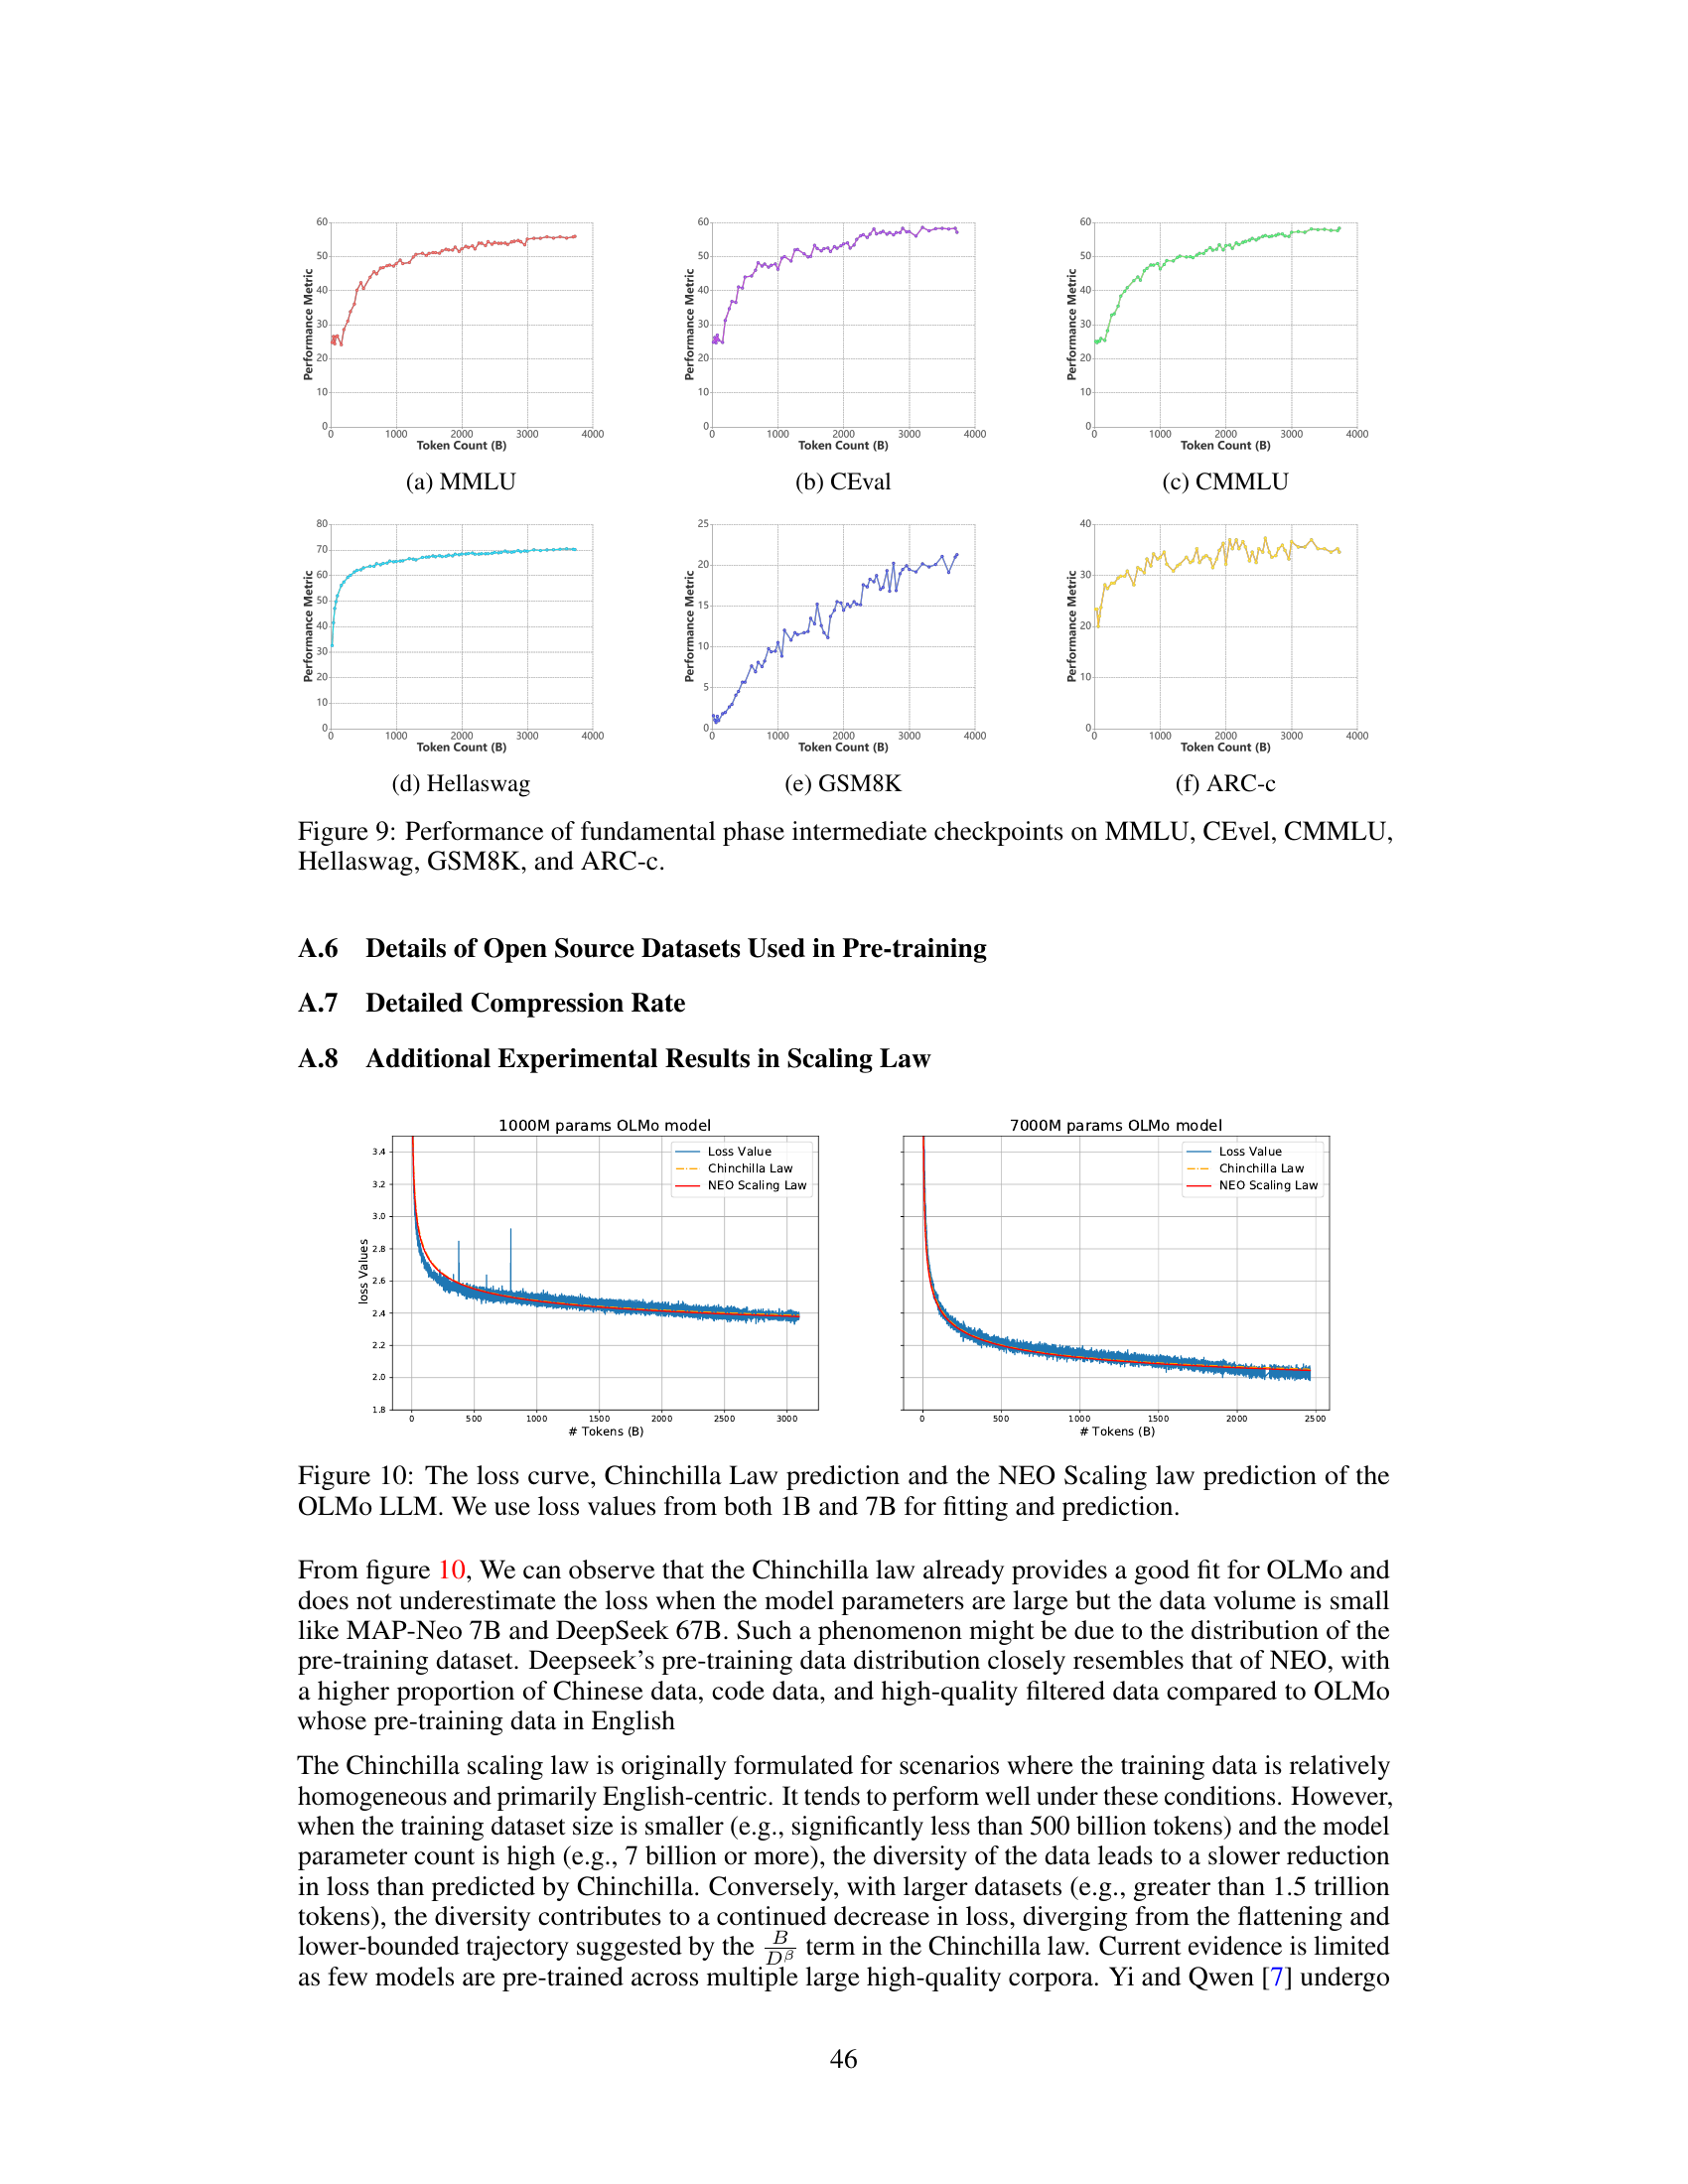 60
50
40
30
20
10
0
Performance Metric
0 1000 2000 3000 4000
Token Count (B)
(a) MMLU
60
50
40
30
20
10
0
Performance Metric
0 1000 2000 3000 4000
Token Count (B)
(b) CEval
60
50
40
30
20
10
0
Performance Metric
0 1000 2000 3000 4000
Token Count (B)
(c) CMMLU
80
70
60
50
40
30
20
10
0
Performance Metric
0 1000 2000 3000 4000
Token Count (B)
(d) Hellaswag
25
20
15
10
5
0
Performance Metric
0 1000 2000 3000 4000
Token Count (B)
(e) GSM8K
40
30
20
10
0
Performance Metric
0 1000 2000 3000 4000
Token Count (B)
(f) ARC-c
Figure 9: Performance of fundamental phase intermediate checkpoints on MMLU, CEvel, CMMLU,
Hellaswag, GSM8K, and ARC-c.
A.6 Details of Open Source Datasets Used in Pre-training
A.7 Detailed Compression Rate
A.8 Additional Experimental Results in Scaling Law
1000M params OLMo model
Loss Value
Chinchilla Law
NEO Scaling Law
3.4
3.2
3.0
2.8
2.6
2.4
2.2
2.0
1.8
loss Values
0 500 1000 1500 2000 2500 3000
# Tokens (B)
7000M params OLMo model
Loss Value
Chinchilla Law
NEO Scaling Law
0 500 1000 1500 2000 2500
# Tokens (B)
Figure 10: The loss curve, Chinchilla Law prediction and the NEO Scaling law prediction of the
OLMo LLM. We use loss values from both 1B and 7B for fitting and prediction.
From figure 10, We can observe that the Chinchilla law already provides a good fit for OLMo and
does not underestimate the loss when the model parameters are large but the data volume is small
like MAP-Neo 7B and DeepSeek 67B. Such a phenomenon might be due to the distribution of the
pre-training dataset. Deepseek's pre-training data distribution closely resembles that of NEO, with
a higher proportion of Chinese data, code data, and high-quality filtered data compared to OLMo
whose pre-training data in English
The Chinchilla scaling law is originally formulated for scenarios where the training data is relatively
homogeneous and primarily English-centric. It tends to perform well under these conditions. However,
when the training dataset size is smaller (e.g., significantly less than 500 billion tokens) and the model
parameter count is high (e.g., 7 billion or more), the diversity of the data leads to a slower reduction
in loss than predicted by Chinchilla. Conversely, with larger datasets (e.g., greater than 1.5 trillion
tokens), the diversity contributes to a continued decrease in loss, diverging from the flattening and
lower-bounded trajectory suggested by the B/D^β term in the Chinchilla law. Current evidence is limited
as few models are pre-trained across multiple large high-quality corpora. Yi and Qwen [7] undergo
46